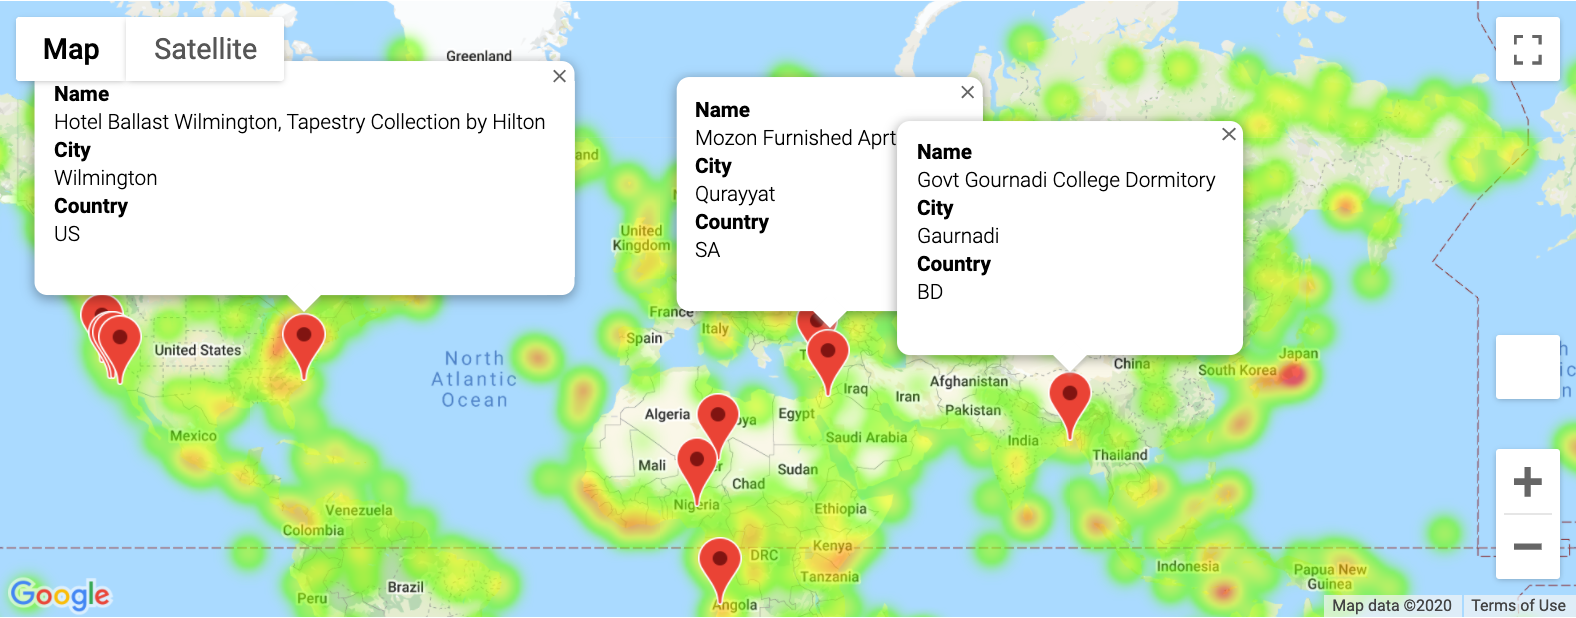 Map
Satellite
Greenland
Name
Hotel Ballast Wilmington, Tapestry Collection by Hilton
City
Wilmington
Country
US
Name
Mozon Furnished Aprt
City
Qurayyat
Country
SA
Name
Govt Gournadi College Dormitory
City
Gaurnadi
Country
BD
United
Kingdom
France
Spain
Italy
United States
North
Atlantic
Ocean
Mexico
Venezuela
Colombia
Peru
Brazil
Algeria
Egypt
Mali
Chad
Sudan
Nigeria
Ethiopia
DRC
Kenya
Tanzania
Angola
Saudi Arabia
Iraq
Iran
Afghanistan
Pakistan
India
China
Thailand
South Korea
Japan
Indonesia
Papua New
Guinea
Google
Map data ©2020
Terms of Use